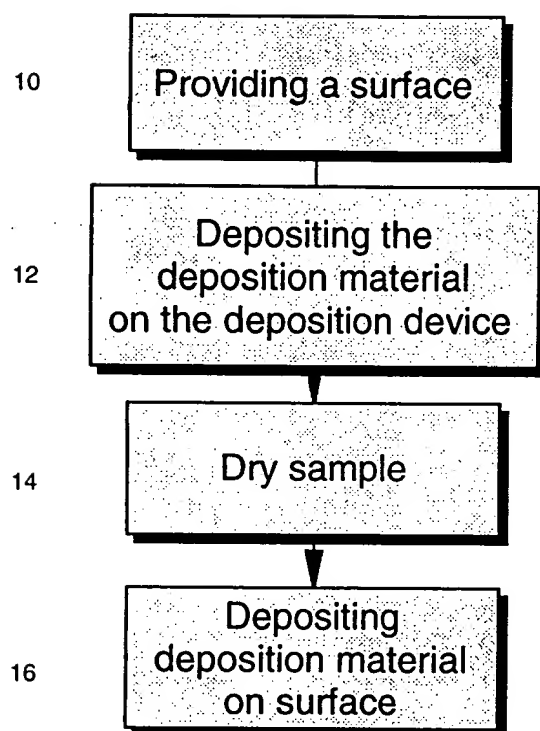 10
Providing a surface
12
Depositing the
deposition material
on the deposition device
14
Dry sample
16
Depositing
deposition material
on surface